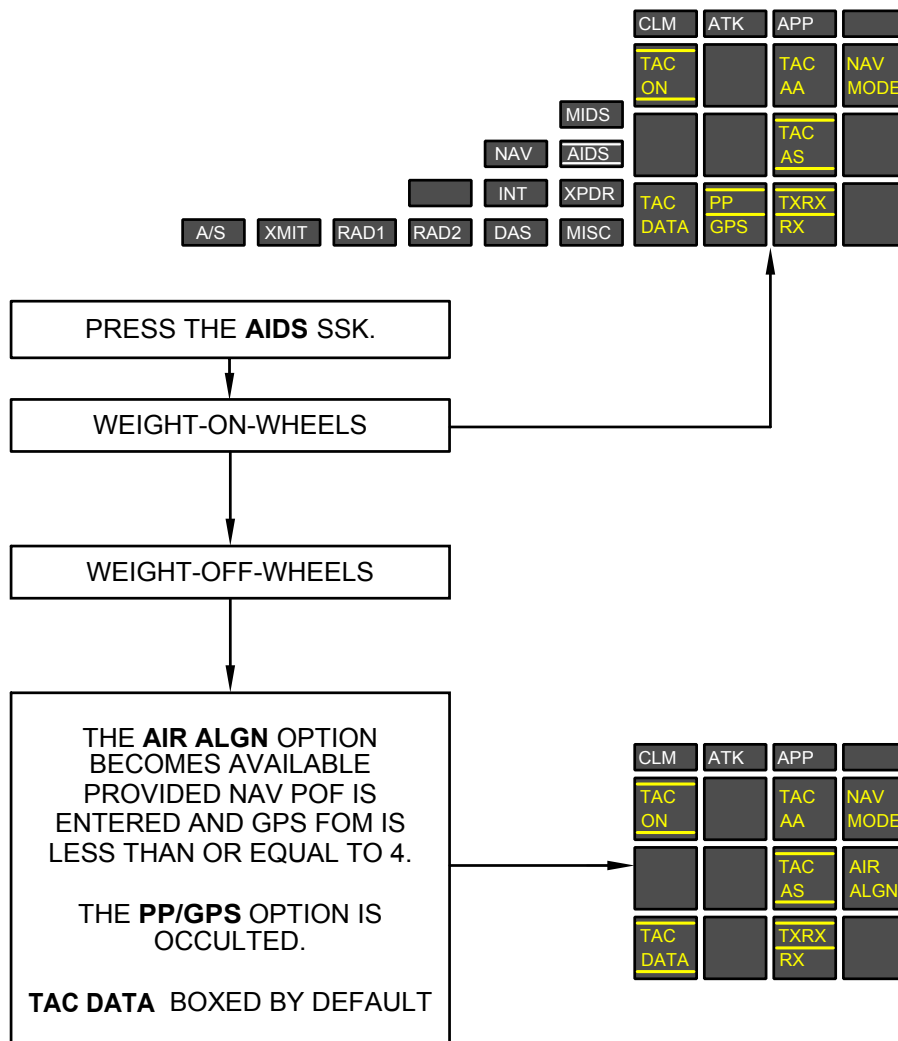 CLM ATK APP
TAC TAC NAV
ON AA MODE
MIDS
NAV AIDS
TAC
AS
INT XPDR
TAC PP TXRX
DATA GPS RX
A/S XMIT RAD1 RAD2 DAS MISC
PRESS THE AIDS SSK.
WEIGHT-ON-WHEELS
WEIGHT-OFF-WHEELS
THE AIR ALGN OPTION
BECOMES AVAILABLE
PROVIDED NAV POF IS
ENTERED AND GPS FOM IS
LESS THAN OR EQUAL TO 4.
THE PP/GPS OPTION IS
OCCULTED.
TAC DATA BOXED BY DEFAULT
CLM ATK APP
TAC TAC NAV
ON AA MODE
TAC AIR
AS ALGN
TAC TXRX
DATA RX